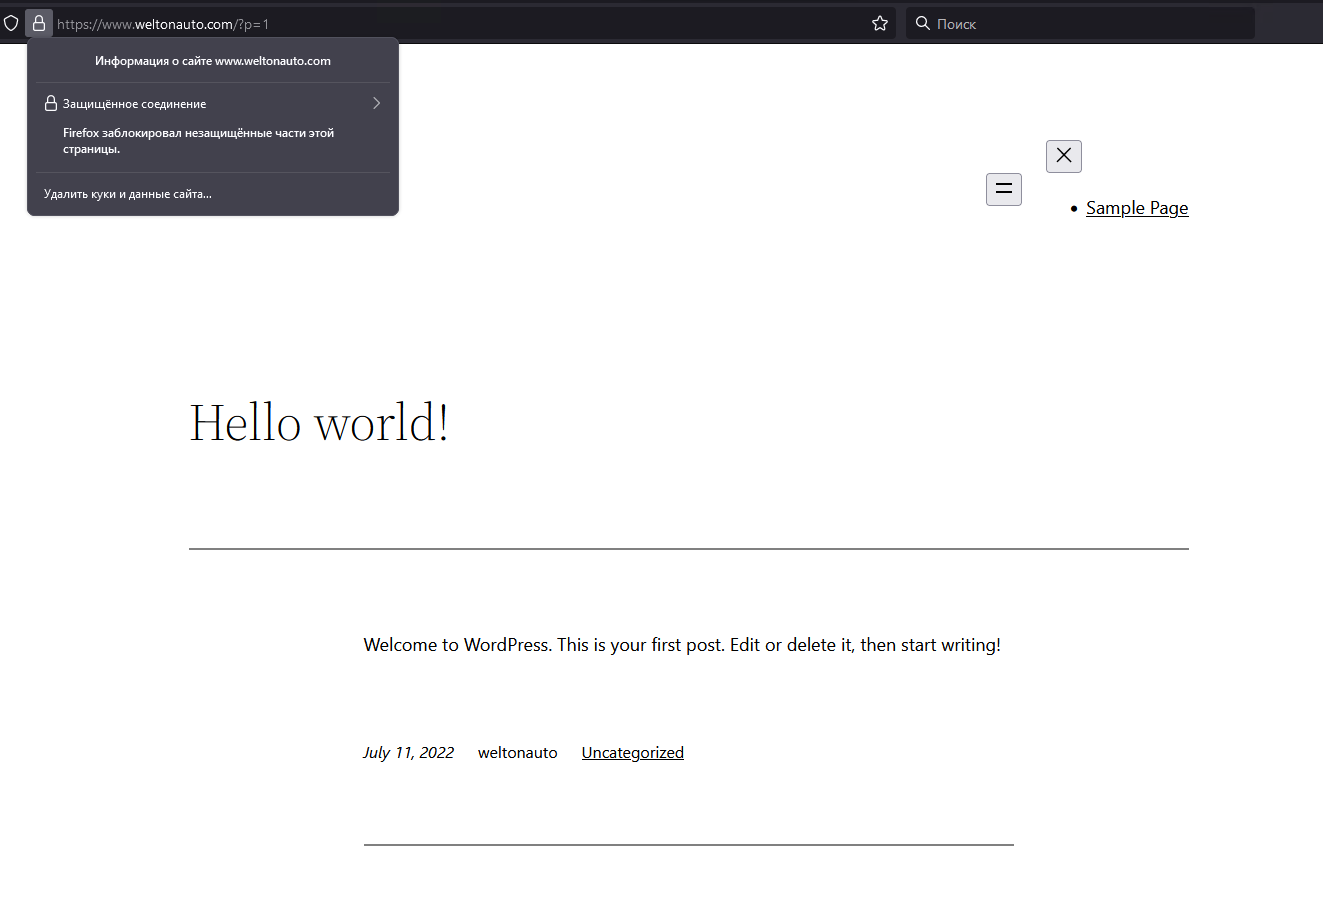 https://www.weltonauto.com/?p=1
Поиск
Информация о сайте www.weltonauto.com
Защищённое соединение
Firefox заблокировал незащищённые части этой
страницы.
Удалить куки и данные сайта...
Sample Page
Hello world!
Welcome to WordPress. This is your first post. Edit or delete it, then start writing!
July 11, 2022 weltonauto Uncategorized